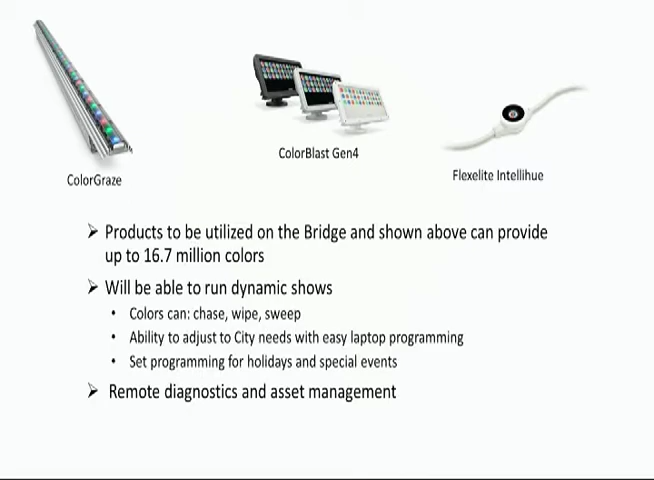 ColorGraze
ColorBlast Gen4
Flexelite Intellihue
➢ Products to be utilized on the Bridge and shown above can provide
up to 16.7 million colors
➢ Will be able to run dynamic shows
• Colors can: chase, wipe, sweep
• Ability to adjust to City needs with easy laptop programming
• Set programming for holidays and special events
➢ Remote diagnostics and asset management